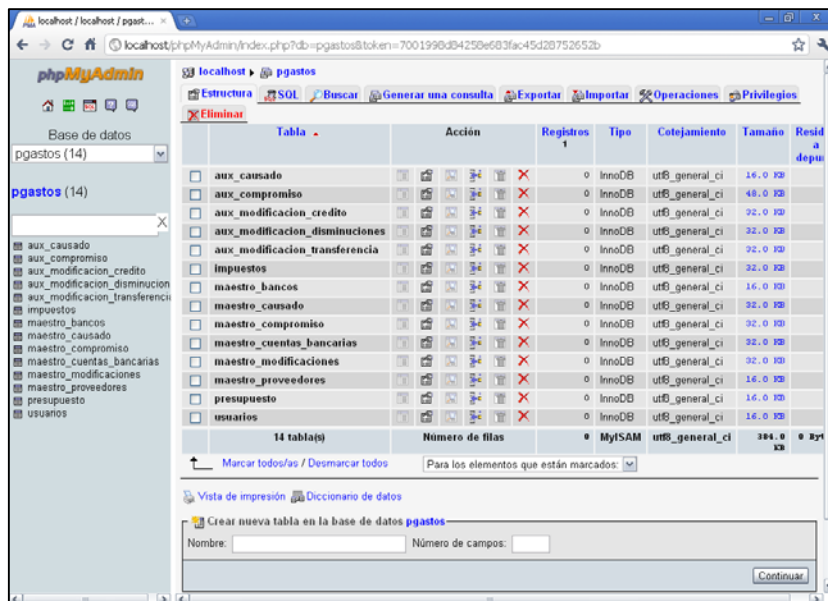 localhost / localhost / pgast...
localhost/phpMyAdmin/index.php?db=pgastos&token=7001998d84258e683fac45d28752652b
phpMyAdmin
Base de datos
pgastos (14)
pgastos (14)
X
aux_causado
aux_compromiso
aux_modificacion_credito
aux_modificacion_disminucion
aux_modificacion_transferenci
impuestos
maestro_bancos
maestro_causado
maestro_compromiso
maestro_cuentas_bancarias
maestro_modificaciones
maestro_proveedores
presupuesto
usuarios
localhost ▸ pgastos
Estructura SQL Buscar Generar una consulta Exportar Importar Operaciones Privilegios
Eliminar
Tabla Acción Registros 1 Tipo Cotejamiento Tamaño Resid a depu
aux_causado 0 InnoDB utf8_general_ci 16.0 KB
aux_compromiso 0 InnoDB utf8_general_ci 48.0 KB
aux_modificacion_credito 0 InnoDB utf8_general_ci 32.0 KB
aux_modificacion_disminuciones 0 InnoDB utf8_general_ci 32.0 KB
aux_modificacion_transferencia 0 InnoDB utf8_general_ci 32.0 KB
impuestos 0 InnoDB utf8_general_ci 32.0 KB
maestro_bancos 0 InnoDB utf8_general_ci 16.0 KB
maestro_causado 0 InnoDB utf8_general_ci 32.0 KB
maestro_compromiso 0 InnoDB utf8_general_ci 32.0 KB
maestro_cuentas_bancarias 0 InnoDB utf8_general_ci 32.0 KB
maestro_modificaciones 0 InnoDB utf8_general_ci 32.0 KB
maestro_proveedores 0 InnoDB utf8_general_ci 16.0 KB
presupuesto 0 InnoDB utf8_general_ci 16.0 KB
usuarios 0 InnoDB utf8_general_ci 16.0 KB
14 tabla(s) Número de filas 0 MyISAM utf8_general_ci 384.0 KB 0 Byt
Marcar todos/as / Desmarcar todos Para los elementos que están marcados:
Vista de impresión Diccionario de datos
Crear nueva tabla en la base de datos pgastos
Nombre: Número de campos:
Continuar